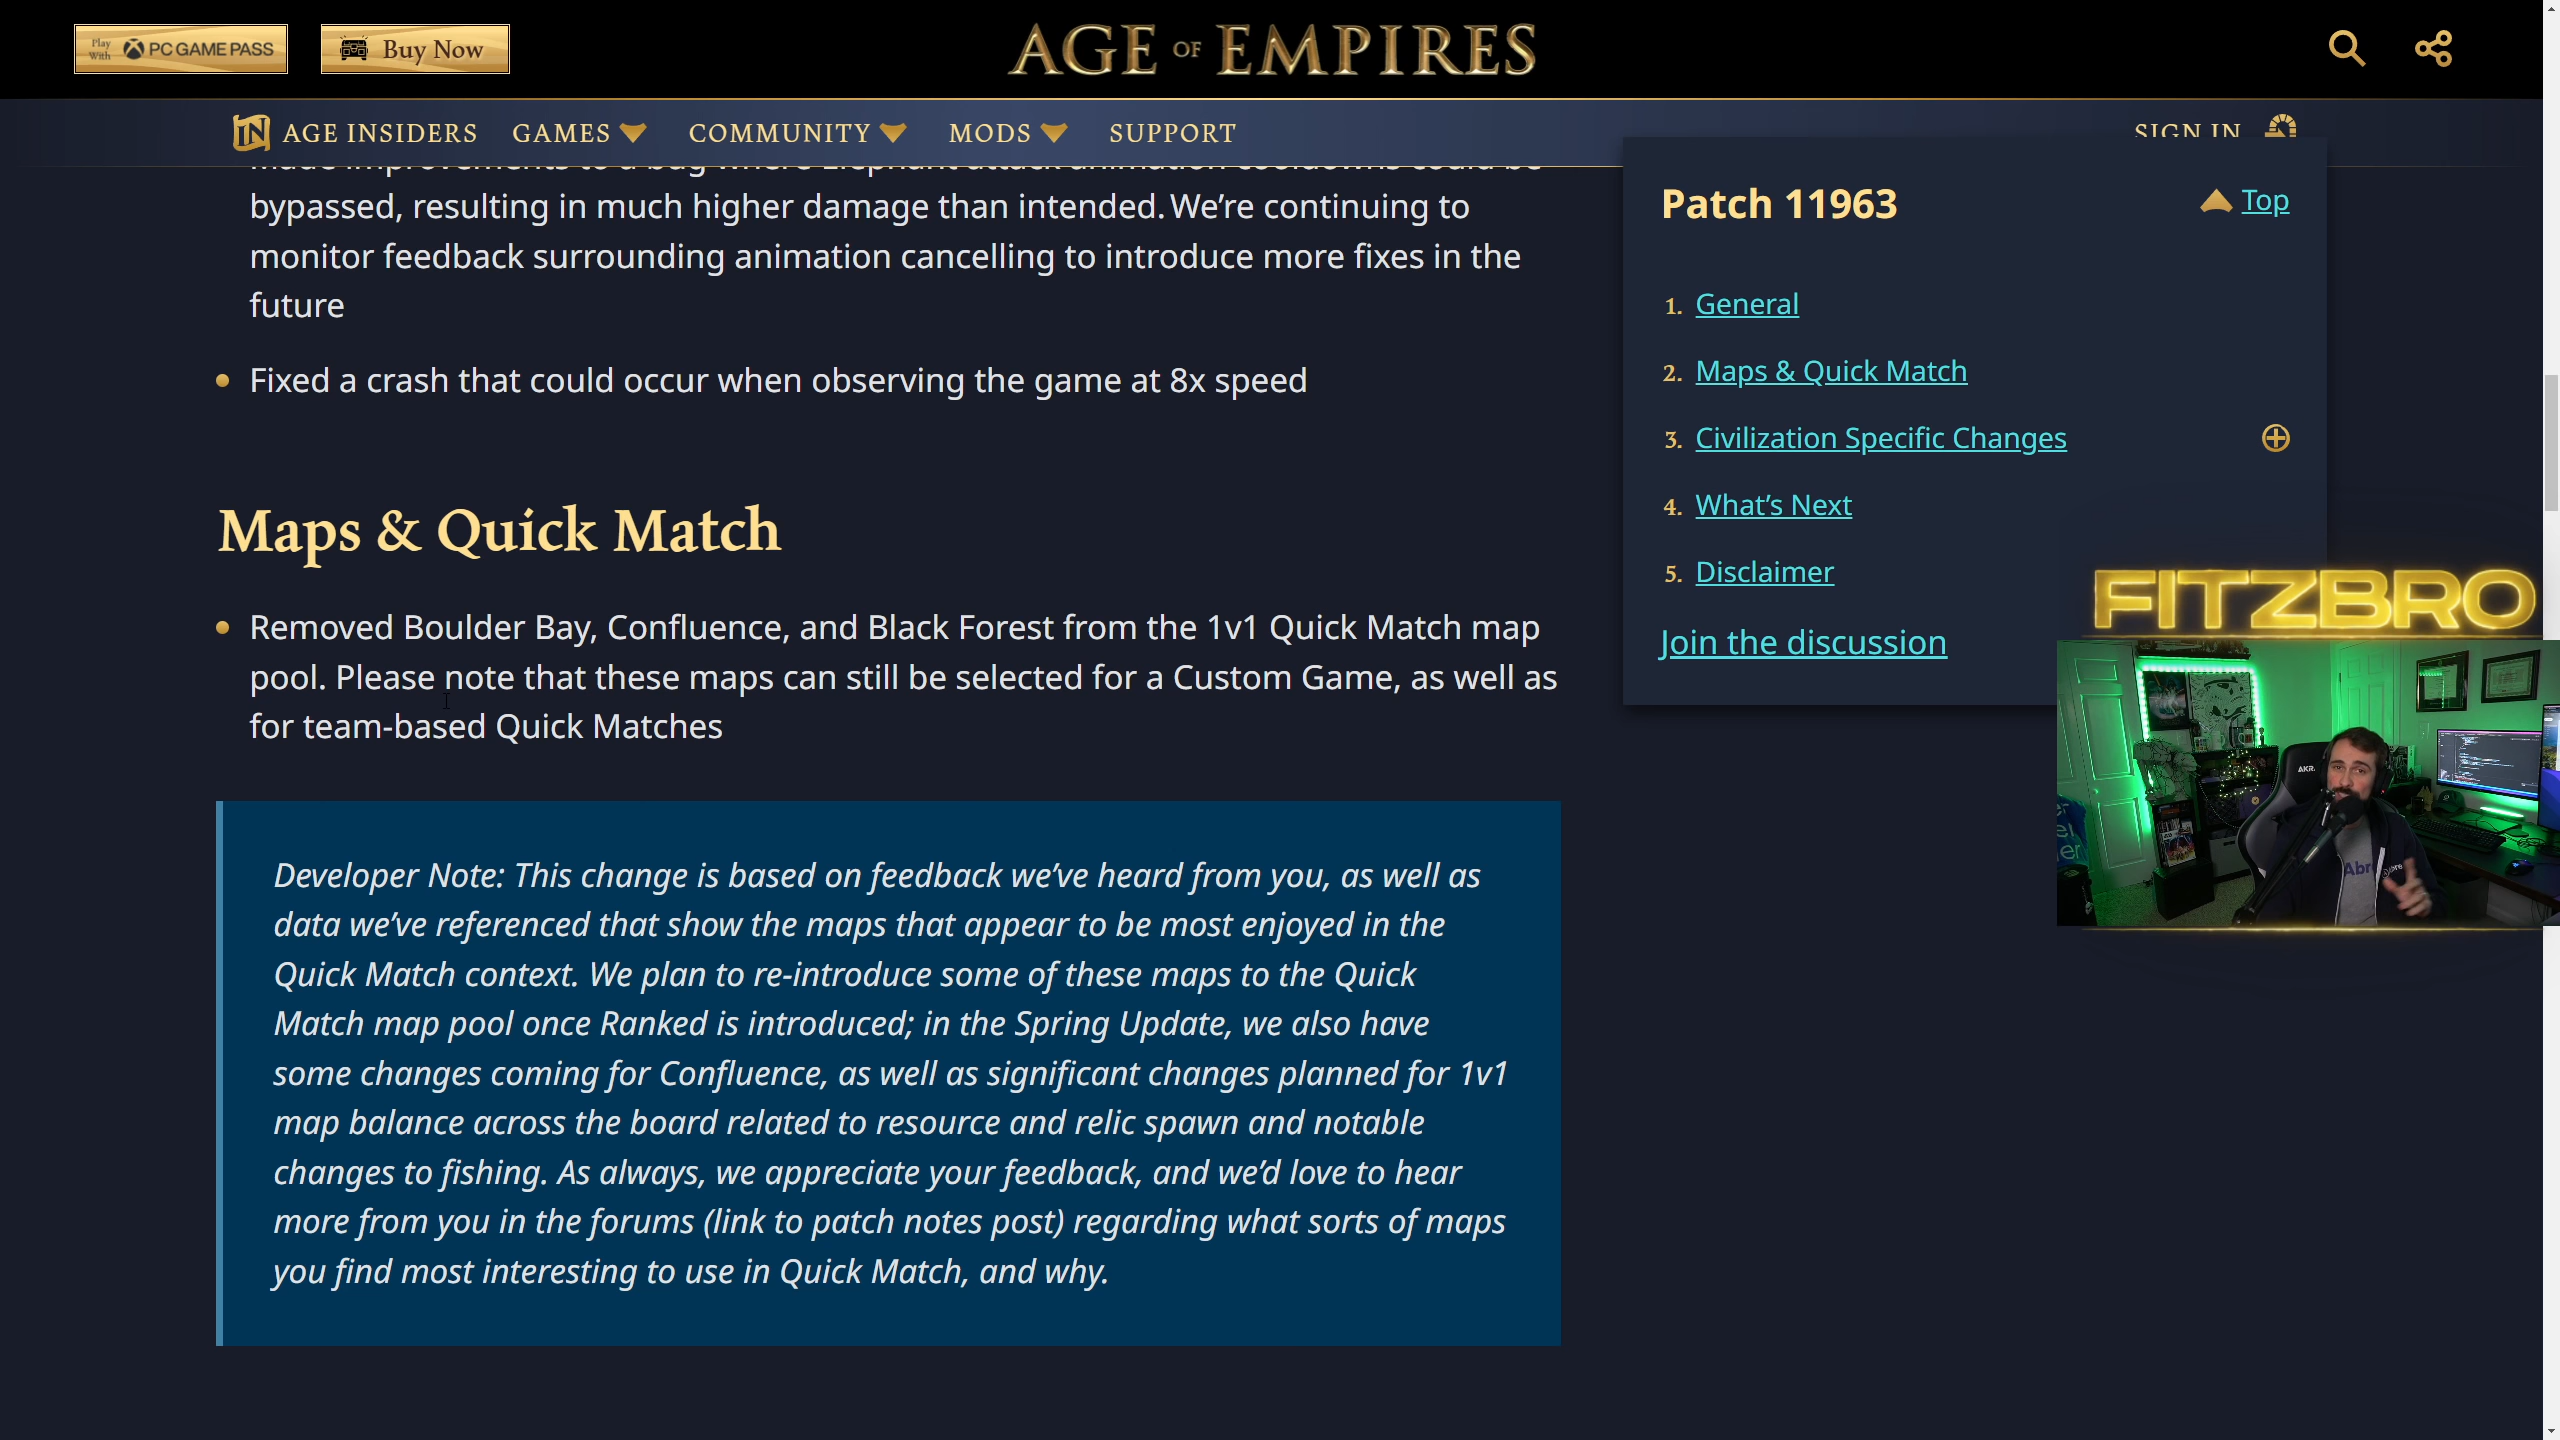 Play With PC GAME PASS
Buy Now
AGE OF EMPIRES
IN AGE INSIDERS GAMES COMMUNITY MODS SUPPORT SIGN IN
made improvements to a bug where Elephant attack animation cooldowns could be
bypassed, resulting in much higher damage than intended. We’re continuing to
monitor feedback surrounding animation cancelling to introduce more fixes in the
future
Fixed a crash that could occur when observing the game at 8x speed
Maps & Quick Match
Removed Boulder Bay, Confluence, and Black Forest from the 1v1 Quick Match map
pool. Please note that these maps can still be selected for a Custom Game, as well as
for team-based Quick Matches
Developer Note: This change is based on feedback we’ve heard from you, as well as
data we’ve referenced that show the maps that appear to be most enjoyed in the
Quick Match context. We plan to re-introduce some of these maps to the Quick
Match map pool once Ranked is introduced; in the Spring Update, we also have
some changes coming for Confluence, as well as significant changes planned for 1v1
map balance across the board related to resource and relic spawn and notable
changes to fishing. As always, we appreciate your feedback, and we’d love to hear
more from you in the forums (link to patch notes post) regarding what sorts of maps
you find most interesting to use in Quick Match, and why.
Patch 11963
Top
1. General
2. Maps & Quick Match
3. Civilization Specific Changes
4. What’s Next
5. Disclaimer
Join the discussion
FITZBRO